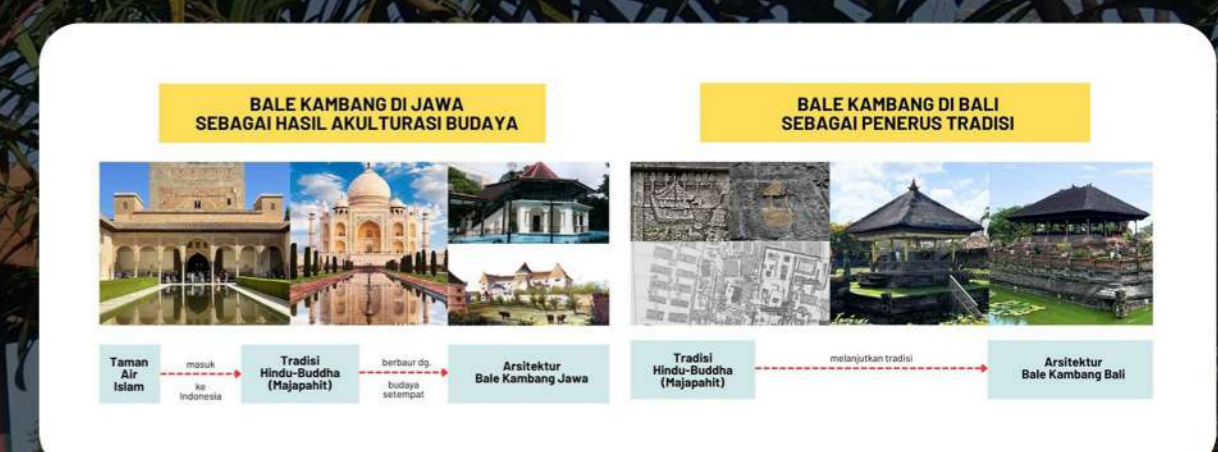 BALE KAMBANG DI JAWA
SEBAGAI HASIL AKULTURASI BUDAYA
Taman
Air
Islam
masuk
ke
Indonesia
Tradisi
Hindu-Buddha
(Majapahit)
berbaur dg.
budaya
setempat
Arsitektur
Bale Kambang Jawa
BALE KAMBANG DI BALI
SEBAGAI PENERUS TRADISI
Tradisi
Hindu-Buddha
(Majapahit)
melanjutkan tradisi
Arsitektur
Bale Kambang Bali